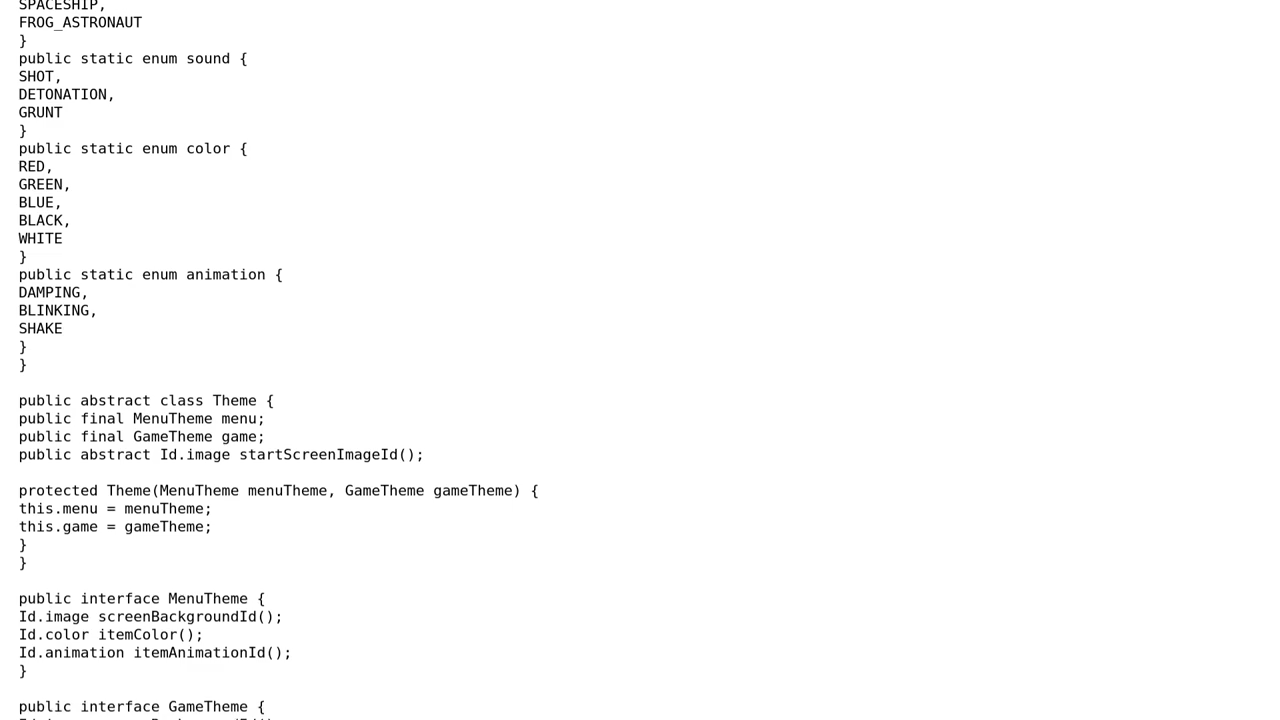 SPACESHIP,
FROG_ASTRONAUT
}
public static enum sound {
SHOT,
DETONATION,
GRUNT
}
public static enum color {
RED,
GREEN,
BLUE,
BLACK,
WHITE
}
public static enum animation {
DAMPING,
BLINKING,
SHAKE
}
}

public abstract class Theme {
public final MenuTheme menu;
public final GameTheme game;
public abstract Id.image startScreenImageId();

protected Theme(MenuTheme menuTheme, GameTheme gameTheme) {
this.menu = menuTheme;
this.game = gameTheme;
}
}

public interface MenuTheme {
Id.image screenBackgroundId();
Id.color itemColor();
Id.animation itemAnimationId();
}

public interface GameTheme {